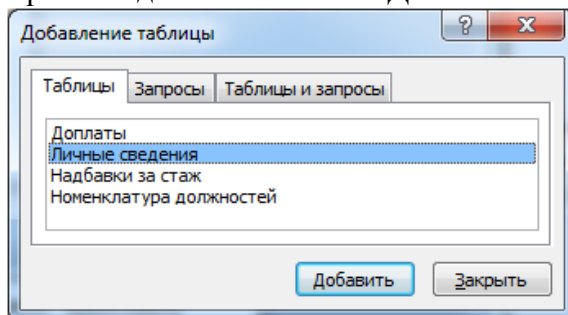 Добавление таблицы
Таблицы Запросы Таблицы и запросы
Доплаты
Личные сведения
Надбавки за стаж
Номенклатура должностей
Добавить Закрыть